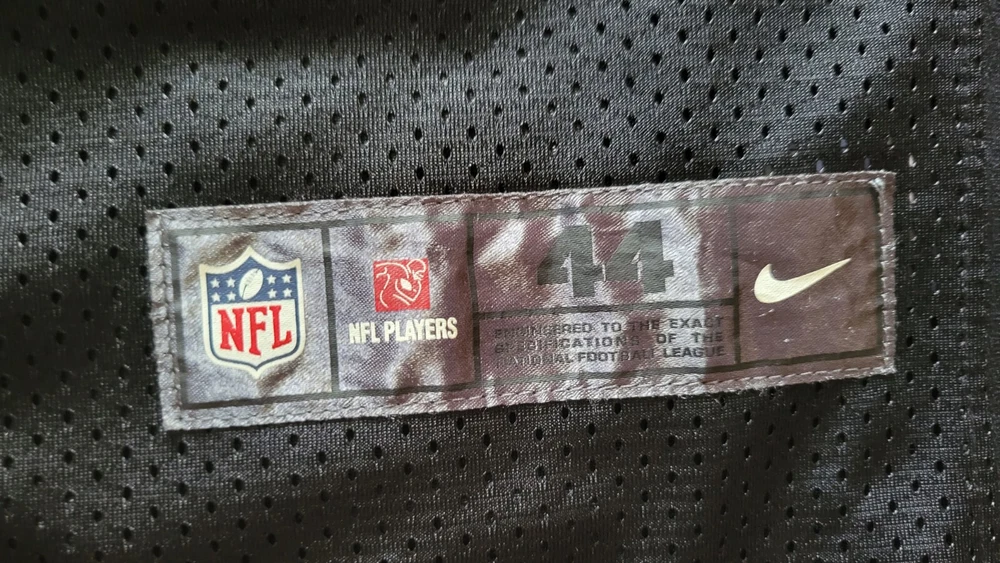 NFL
NFL PLAYERS
44
ENGINEERED TO THE EXACT
SPECIFICATIONS OF THE
NATIONAL FOOTBALL LEAGUE